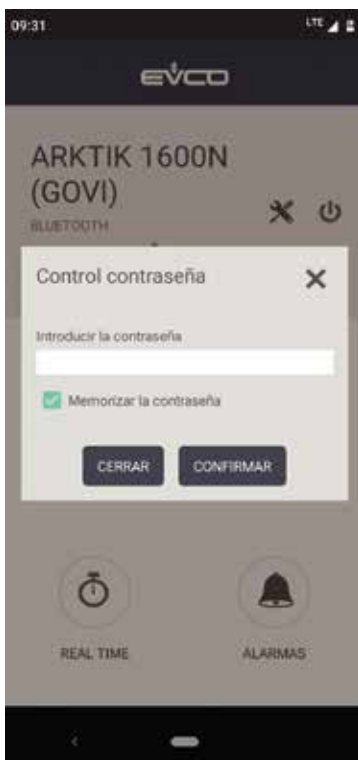 09:31
LTE
EVCO
ARKTIK 1600N
(GOVI)
BLUETOOTH
Control contraseña
Introducir la contraseña
Memorizar la contraseña
CERRAR
CONFIRMAR
REAL TIME
ALARMAS